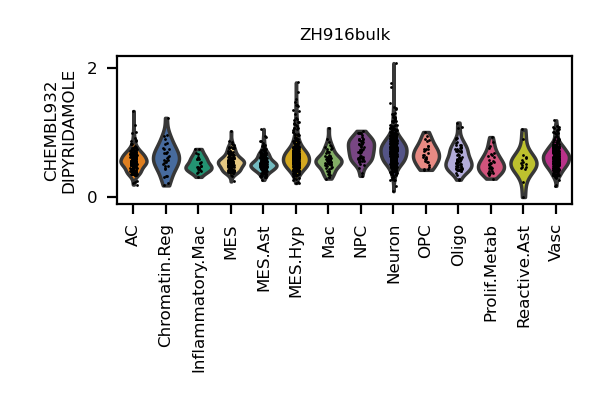 ZH916bulk
CHEMBL932
DIPYRIDAMOLE
2
0
AC
Chromatin.Reg
Inflammatory.Mac
MES
MES.Ast
MES.Hyp
Mac
NPC
Neuron
OPC
Oligo
Prolif.Metab
Reactive.Ast
Vasc